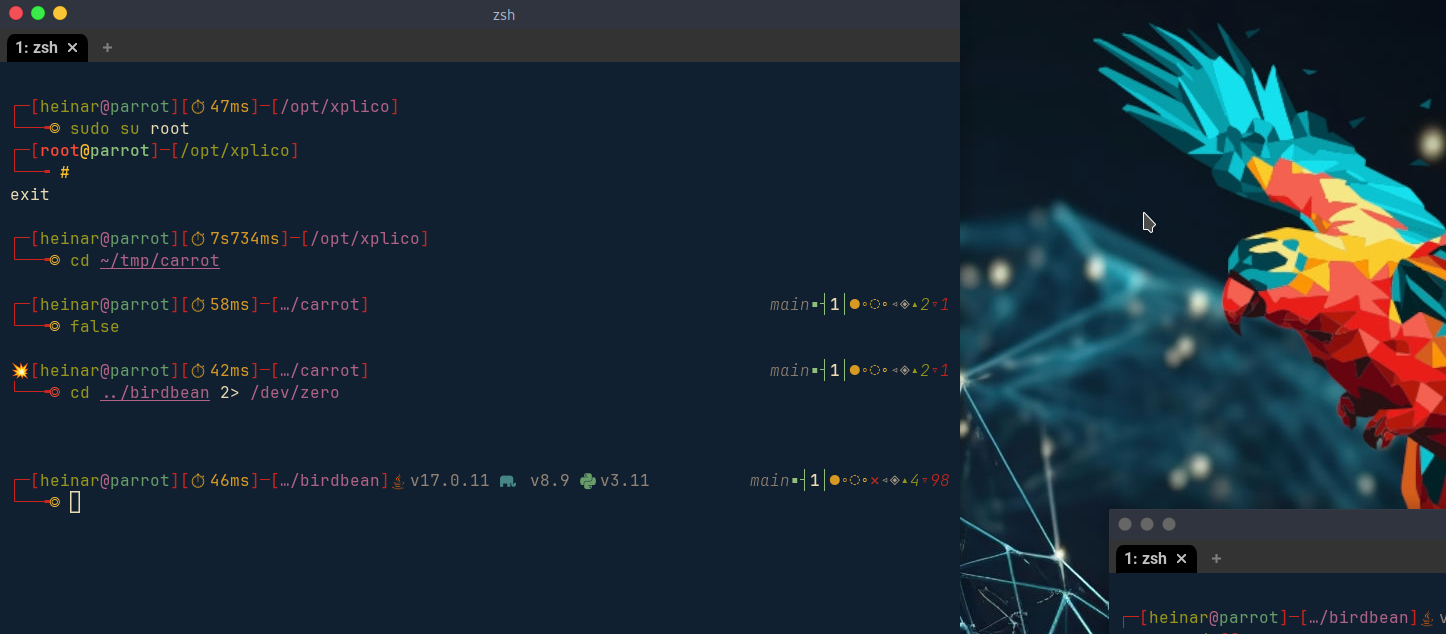 zsh
1: zsh × +
[heinar@parrot][⏱ 47ms]─[/opt/xplico]
sudo su root
[root@parrot]─[/opt/xplico]
#
exit
[heinar@parrot][⏱ 7s734ms]─[/opt/xplico]
cd ~/tmp/carrot
[heinar@parrot][⏱ 58ms]─[…/carrot] main 1 2 1
false
💥[heinar@parrot][⏱ 42ms]─[…/carrot] main 1 2 1
cd ../birdbean 2> /dev/zero
[heinar@parrot][⏱ 46ms]─[…/birdbean] v17.0.11 v8.9 v3.11 main 1 × 4 98
1: zsh × +
[heinar@parrot]─[…/birdbean] v